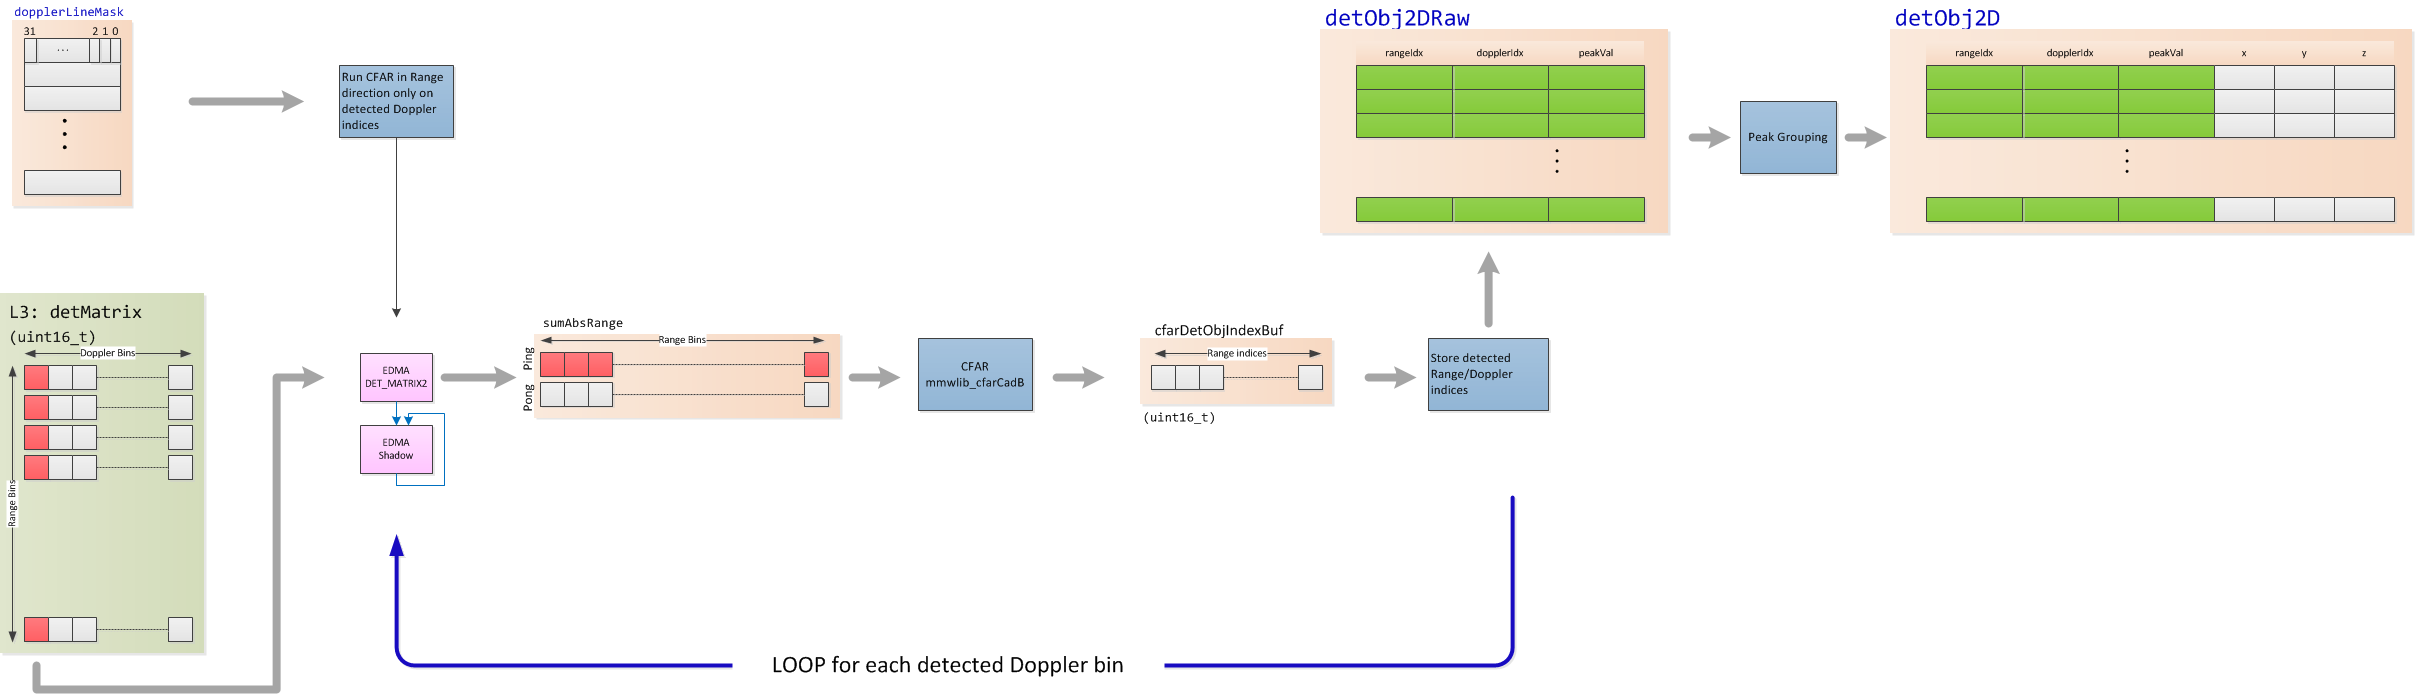 dopplerLineMask
31 ... 2 1 0
Run CFAR in Range
direction only on
detected Doppler
indices
detObj2DRaw
rangeIdx dopplerIdx peakVal
Peak Grouping
detObj2D
rangeIdx dopplerIdx peakVal x y z
L3: detMatrix
(uint16_t)
Doppler Bins
Range Bins
EDMA
DET_MATRIX2
EDMA
Shadow
sumAbsRange
Range Bins
Ping
Pong
CFAR
mmwlib_cfarCadB
cfarDetObjIndexBuf
Range indices
(uint16_t)
Store detected
Range/Doppler
indices
LOOP for each detected Doppler bin